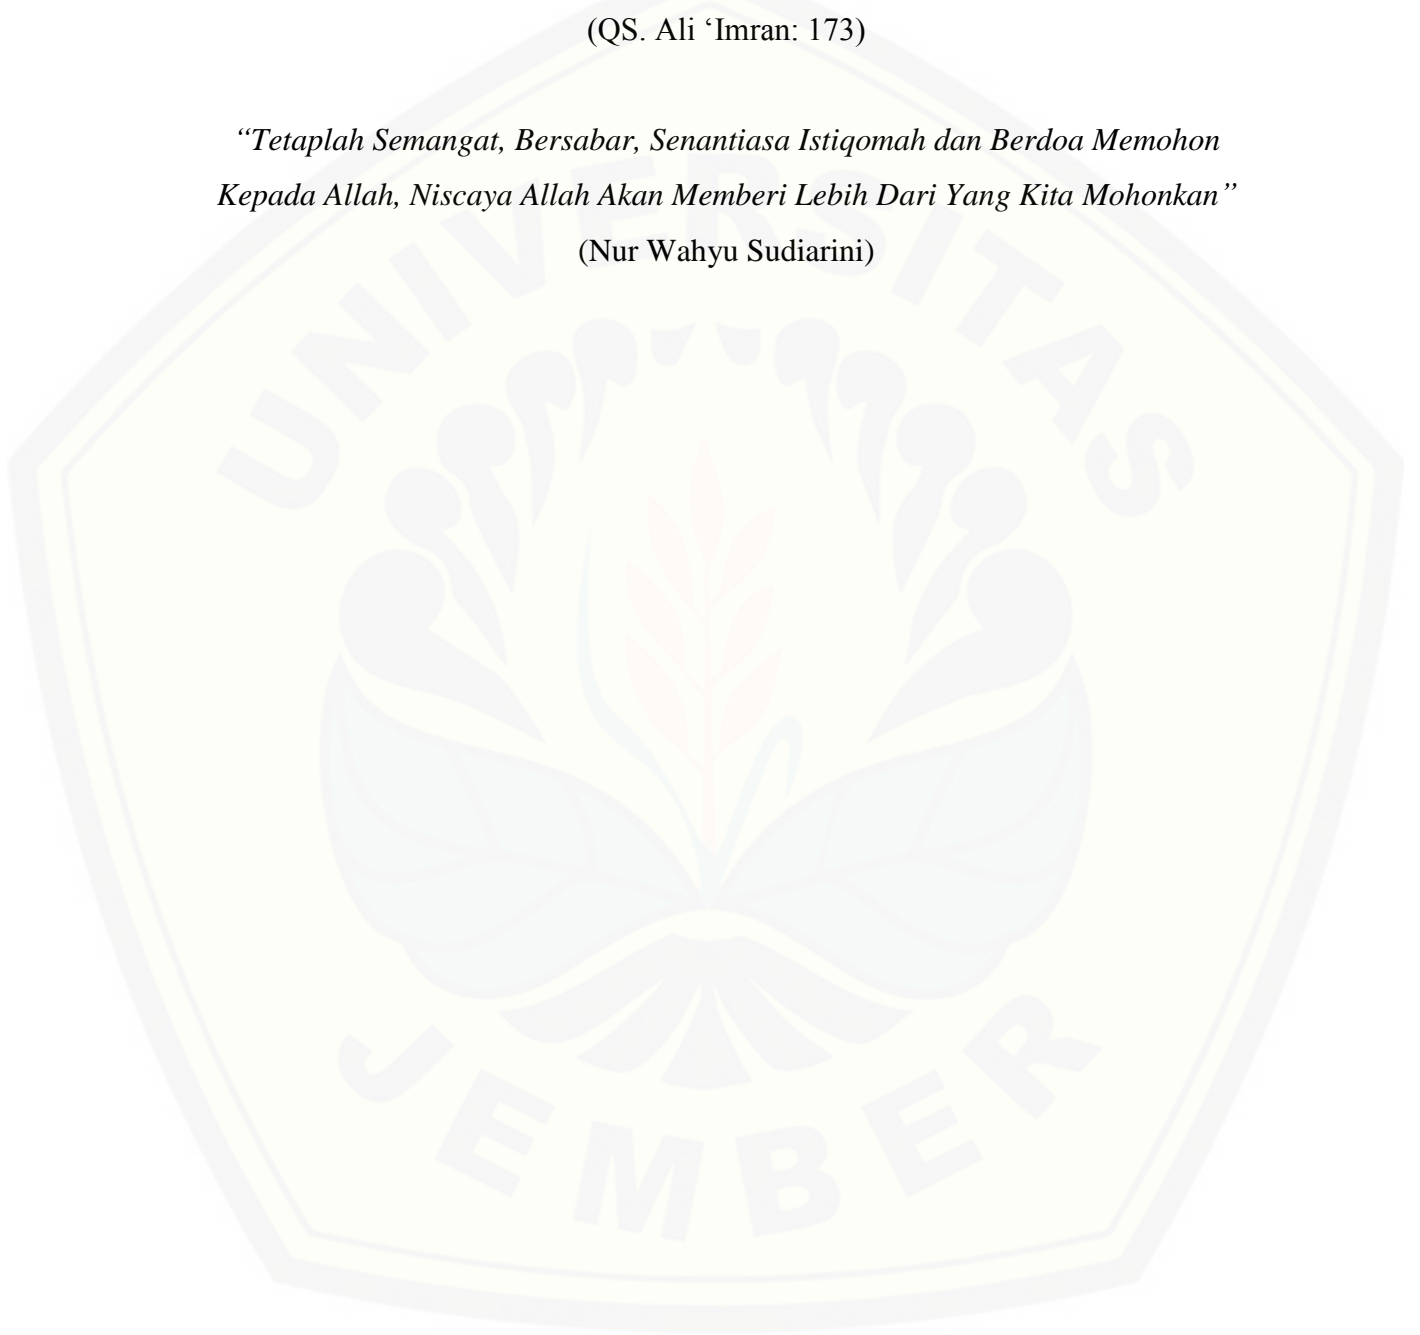 (QS. Ali ‘Imran: 173)
“Tetaplah Semangat, Bersabar, Senantiasa Istiqomah dan Berdoa Memohon
Kepada Allah, Niscaya Allah Akan Memberi Lebih Dari Yang Kita Mohonkan”
(Nur Wahyu Sudiarini)
UNIVERSITAS
JEMBER